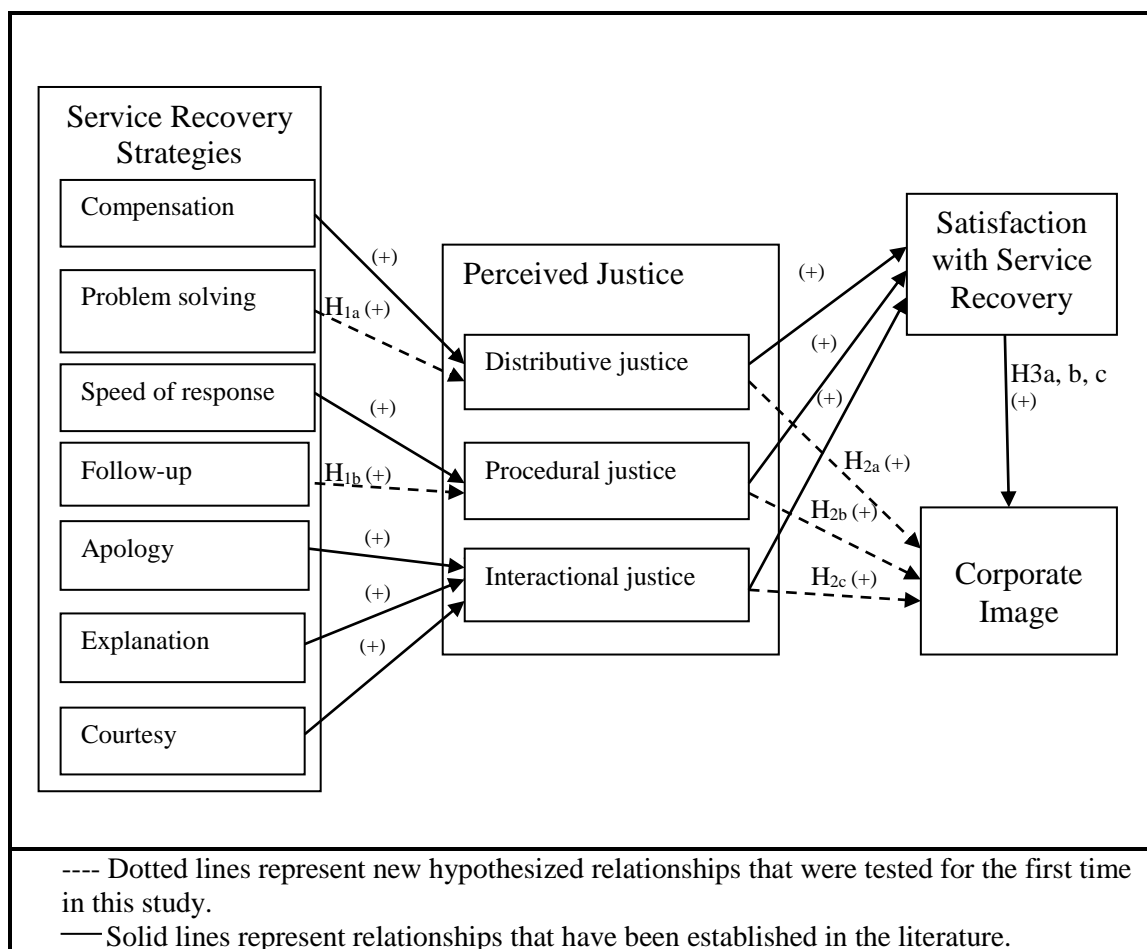 Service Recovery
Strategies
Compensation
Problem solving
Speed of response
Follow-up
Apology
Explanation
Courtesy
(+)
H1a (+)
(+)
H1b (+)
(+)
(+)
(+)
Perceived Justice
Distributive justice
Procedural justice
Interactional justice
(+)
(+)
(+)
H2a (+)
H2b (+)
H2c (+)
Satisfaction
with Service
Recovery
H3a, b, c
(+)
Corporate
Image
---- Dotted lines represent new hypothesized relationships that were tested for the first time
in this study.
Solid lines represent relationships that have been established in the literature.